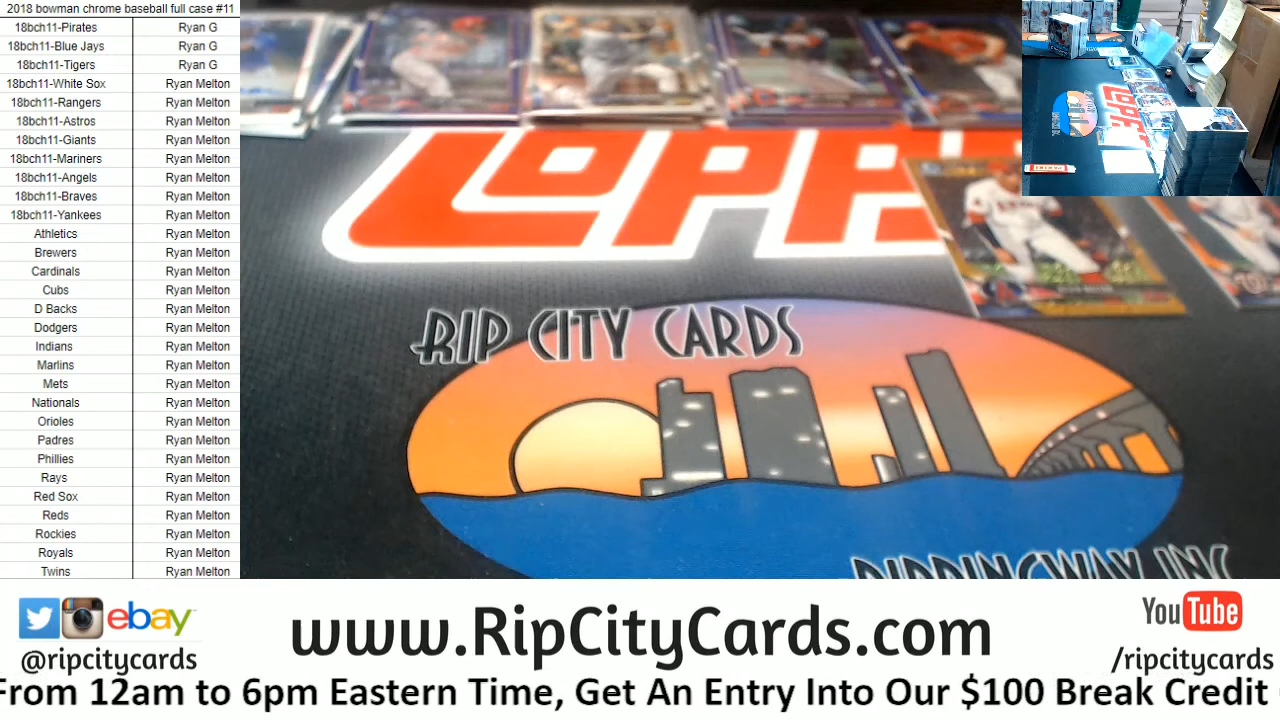 2018 bowman chrome baseball full case #11
18bch11-Pirates Ryan G
18bch11-Blue Jays Ryan G
18bch11-Tigers Ryan G
18bch11-White Sox Ryan Melton
18bch11-Rangers Ryan Melton
18bch11-Astros Ryan Melton
18bch11-Giants Ryan Melton
18bch11-Mariners Ryan Melton
18bch11-Angels Ryan Melton
18bch11-Braves Ryan Melton
18bch11-Yankees Ryan Melton
Athletics Ryan Melton
Brewers Ryan Melton
Cardinals Ryan Melton
Cubs Ryan Melton
D Backs Ryan Melton
Dodgers Ryan Melton
Indians Ryan Melton
Marlins Ryan Melton
Mets Ryan Melton
Nationals Ryan Melton
Orioles Ryan Melton
Padres Ryan Melton
Phillies Ryan Melton
Rays Ryan Melton
Red Sox Ryan Melton
Reds Ryan Melton
Rockies Ryan Melton
Royals Ryan Melton
Twins Ryan Melton
RIP CITY CARDS
RIPPINGWAX INC
ebay
@ripcitycards
www.RipCityCards.com
YouTube
/ripcitycards
From 12am to 6pm Eastern Time, Get An Entry Into Our $100 Break Credit